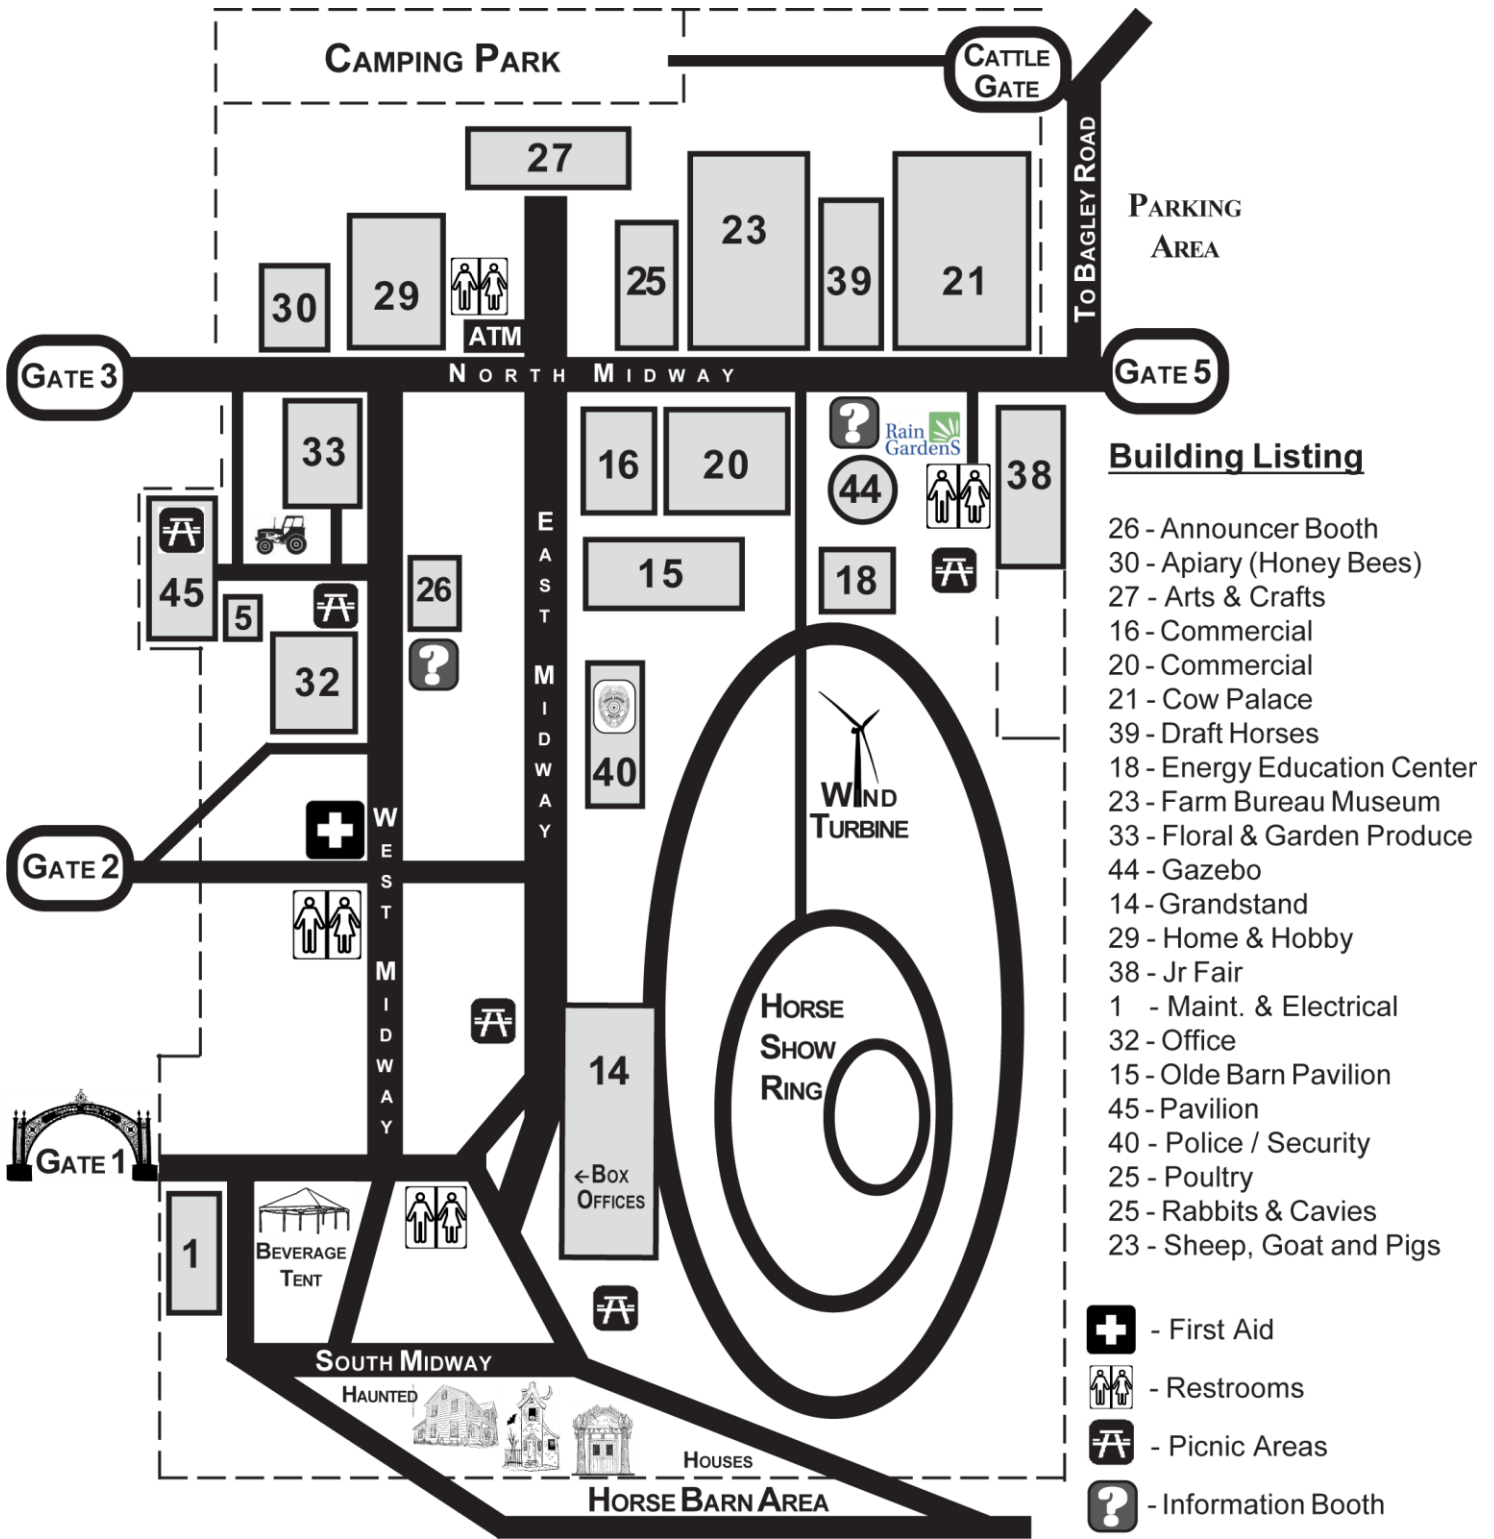 CAMPING PARK
CATTLE
GATE
27
TO BAGLEY ROAD
PARKING
AREA
23
25
39
21
29
30
ATM
GATE 3
NORTH MIDWAY
GATE 5
33
16
20
?
Rain
GardenS
44
38
EAST MIDWAY
15
18
26
45
5
?
32
40
WIND
TURBINE
WEST MIDWAY
GATE 2
HORSE
SHOW
RING
14
←BOX
OFFICES
GATE 1
1
BEVERAGE
TENT
SOUTH MIDWAY
HAUNTED
HOUSES
HORSE BARN AREA
Building Listing
26 - Announcer Booth
30 - Apiary (Honey Bees)
27 - Arts & Crafts
16 - Commercial
20 - Commercial
21 - Cow Palace
39 - Draft Horses
18 - Energy Education Center
23 - Farm Bureau Museum
33 - Floral & Garden Produce
44 - Gazebo
14 - Grandstand
29 - Home & Hobby
38 - Jr Fair
1 - Maint. & Electrical
32 - Office
15 - Olde Barn Pavilion
45 - Pavilion
40 - Police / Security
25 - Poultry
25 - Rabbits & Cavies
23 - Sheep, Goat and Pigs
- First Aid
- Restrooms
- Picnic Areas
? - Information Booth